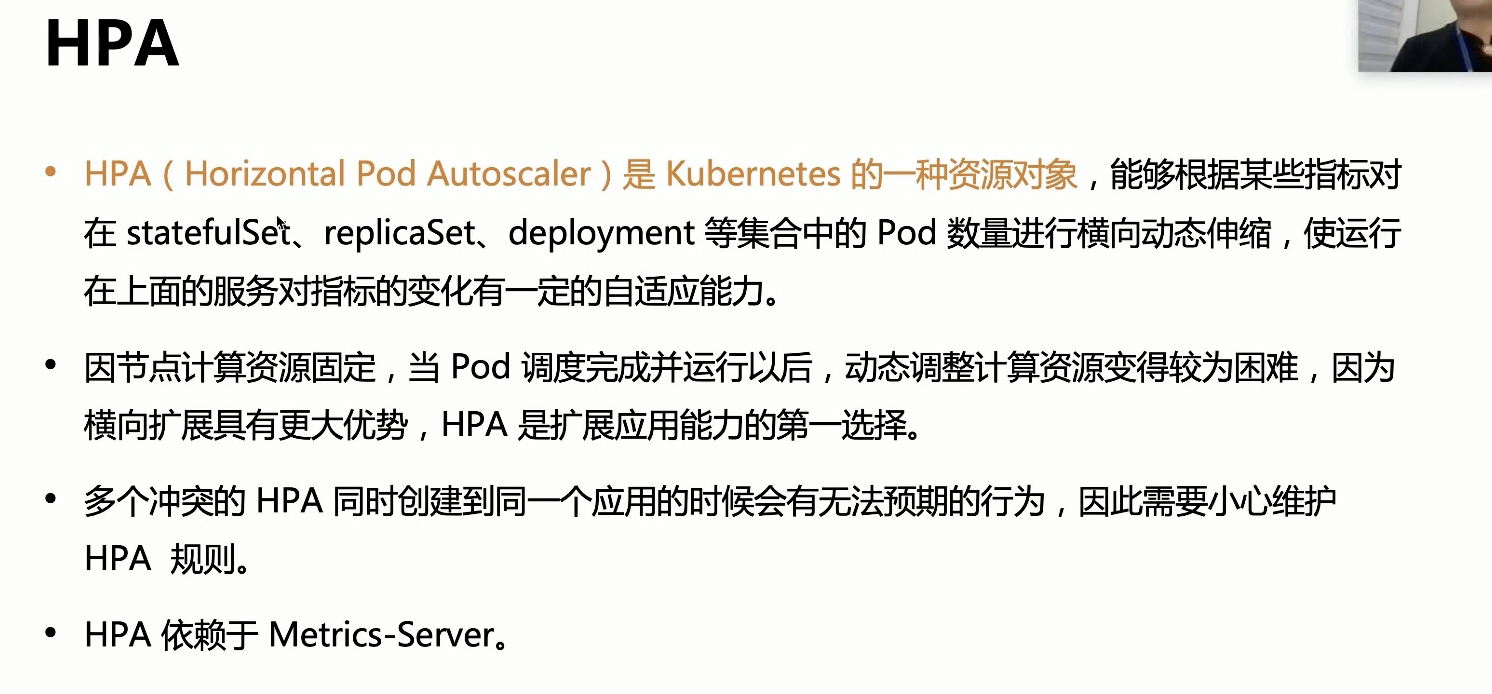 HPA
• HPA（Horizontal Pod Autoscaler）是 Kubernetes 的一种资源对象，能够根据某些指标对
在 statefulSet、replicaSet、deployment 等集合中的 Pod 数量进行横向动态伸缩，使运行
在上面的服务对指标的变化有一定的自适应能力。
• 因节点计算资源固定，当 Pod 调度完成并运行以后，动态调整计算资源变得较为困难，因为
横向扩展具有更大优势，HPA 是扩展应用能力的第一选择。
• 多个冲突的 HPA 同时创建到同一个应用的时候会有无法预期的行为，因此需要小心维护
HPA 规则。
• HPA 依赖于 Metrics-Server。